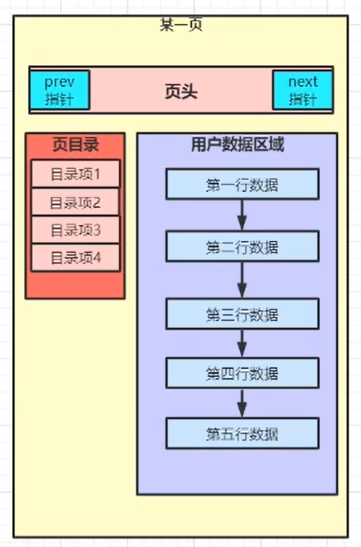 某一页
prev
指针
页头
next
指针
页目录
目录项1
目录项2
目录项3
目录项4
用户数据区域
第一行数据
第二行数据
第三行数据
第四行数据
第五行数据